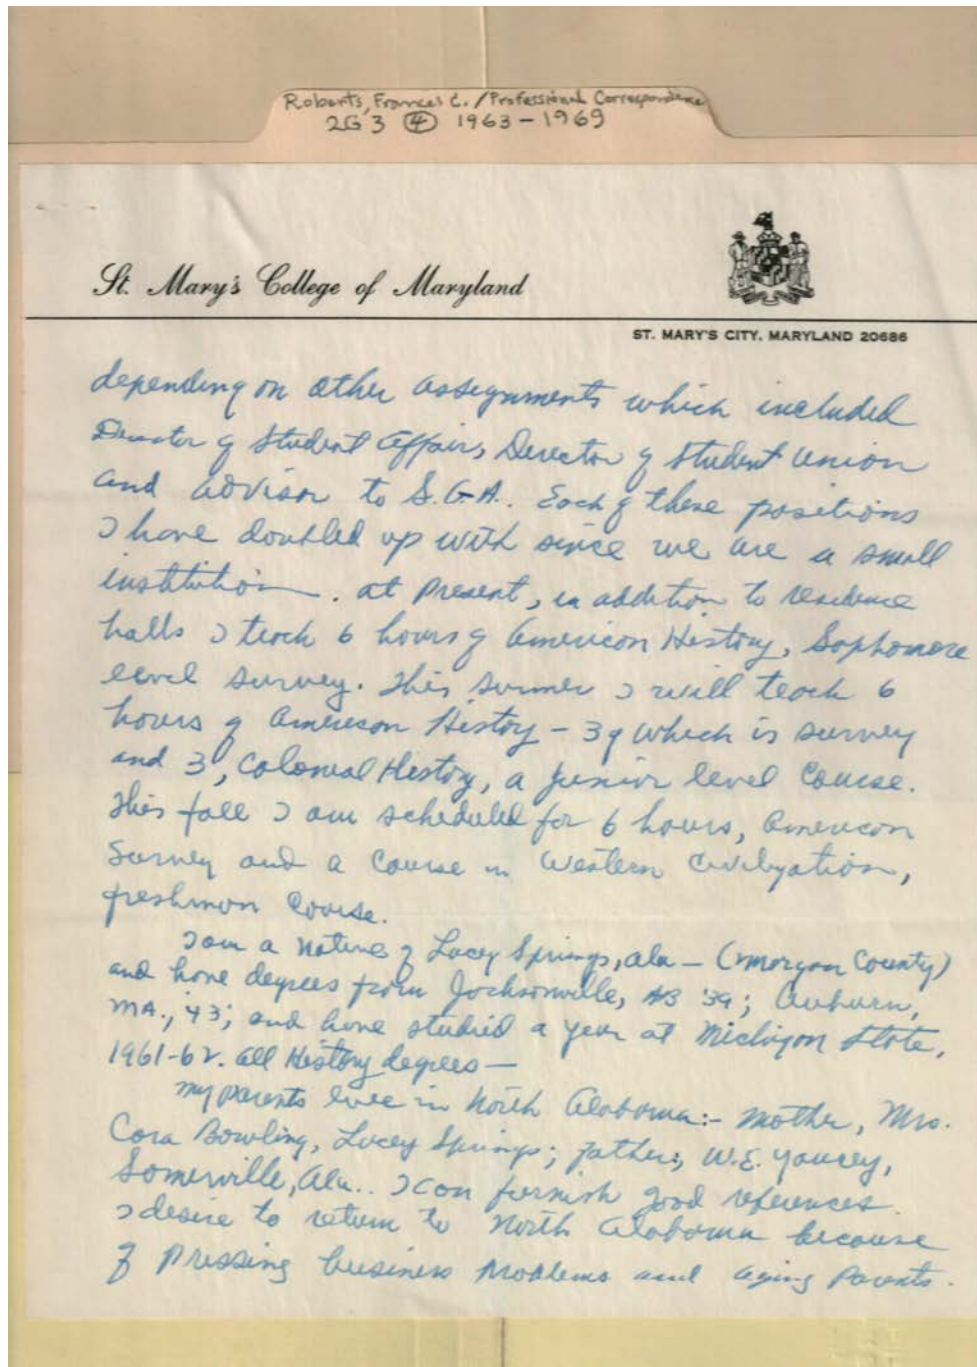 Roberts, Frances C. / Professional Correspondence
2G3 4 1963-1969
St. Mary's College of Maryland
ST. MARY'S CITY, MARYLAND 20686
depending on other assignments which included
Director of Student Affairs, Director of Student Union
and advisor to S.G.A.. Each of these positions
I have doubled up with since we are a small
institution. At present, in addition to residence
halls I teach 6 hours of American History, Sophomore
level survey. This summer I will teach 6
hours of American History - 3 of which is survey
and 3, Colonial History, a junior level course.
This fall I am scheduled for 6 hours, American
Survey and a Course in Western Civilization,
freshman course.
I am a native of Lacey Springs, Ala - (Morgan County)
and have degrees from Jacksonville, AB '39; Auburn,
MA., '43; and have studied a year at Michigan State,
1961-62. All History degrees -
My parents live in North Alabama:- Mother, Mrs.
Cora Bowling, Lacey Springs; father, W.E. Yancey,
Somerville, Ala.. I can furnish good references.
I desire to return to North Alabama because
of pressing business problems and aging parents.